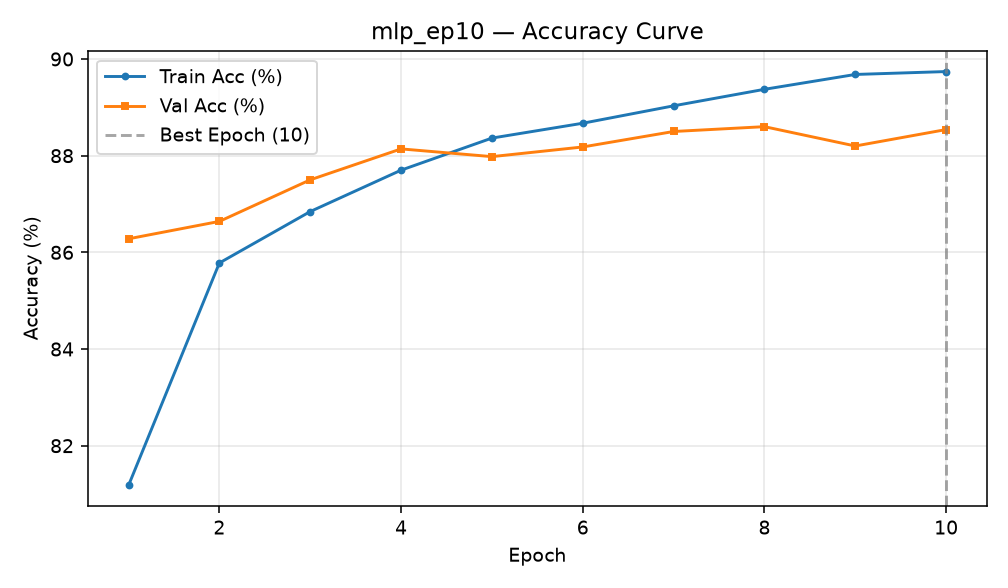 mlp_ep10 — Accuracy Curve
Train Acc (%)
Val Acc (%)
Best Epoch (10)
Accuracy (%)
90
88
86
84
82
2 4 6 8 10
Epoch